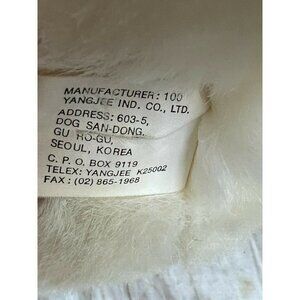 MANUFACTURER: 100
YANGJEE IND. CO., LTD.
ADDRESS: 603-5,
DOG SAN-DONG,
GU RO-GU,
SEOUL, KOREA
C. P. O. BOX 9119
TELEX: YANGJEE K25002
FAX: (02) 865-1968